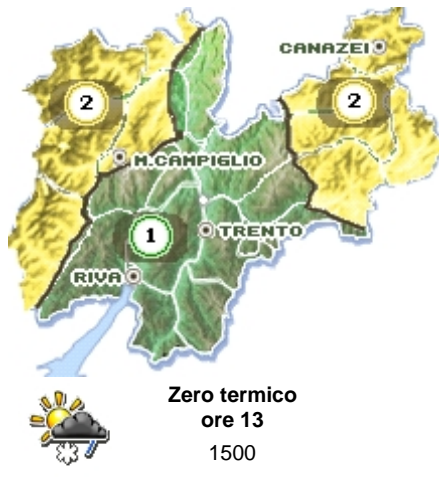 CANAZEI
2
2
M.CAMPIGLIO
1
TRENTO
RIVA
Zero termico
ore 13
1500